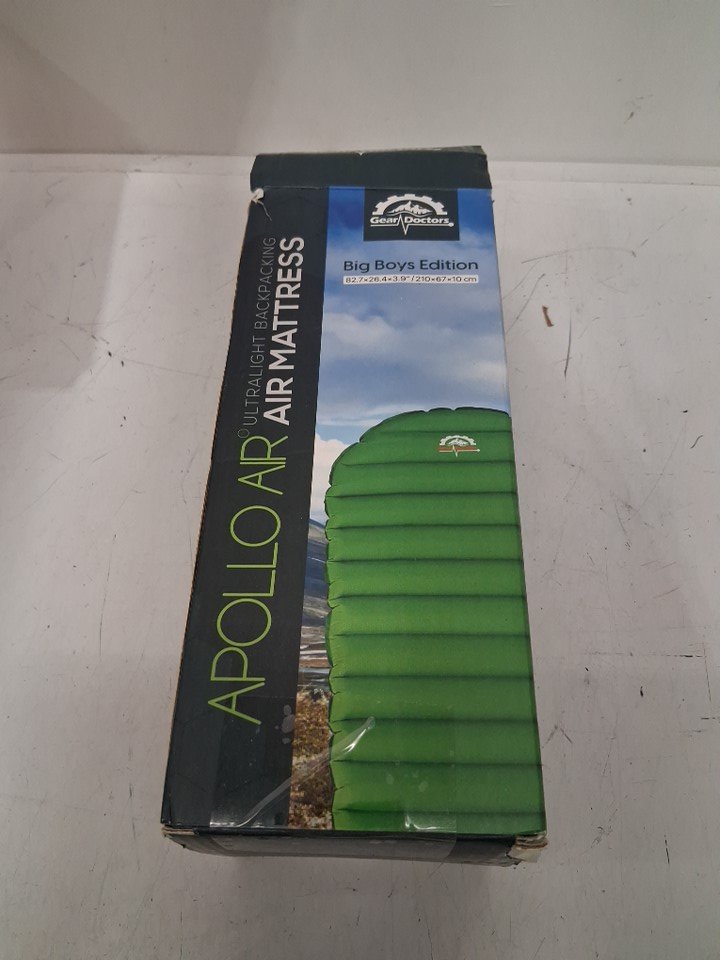 Gear Doctors®
Big Boys Edition
82.7×26.4×3.9" / 210×67×10 cm
APOLLO AIR©
ULTRALIGHT BACKPACKING
AIR MATTRESS